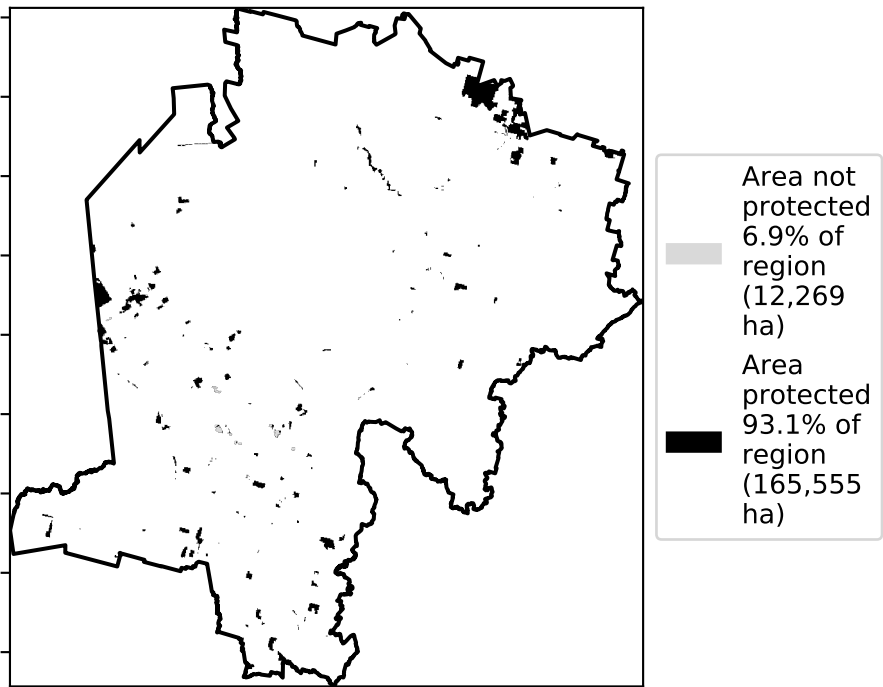 Area not
protected
6.9% of
region
(12,269
ha)
Area
protected
93.1% of
region
(165,555
ha)